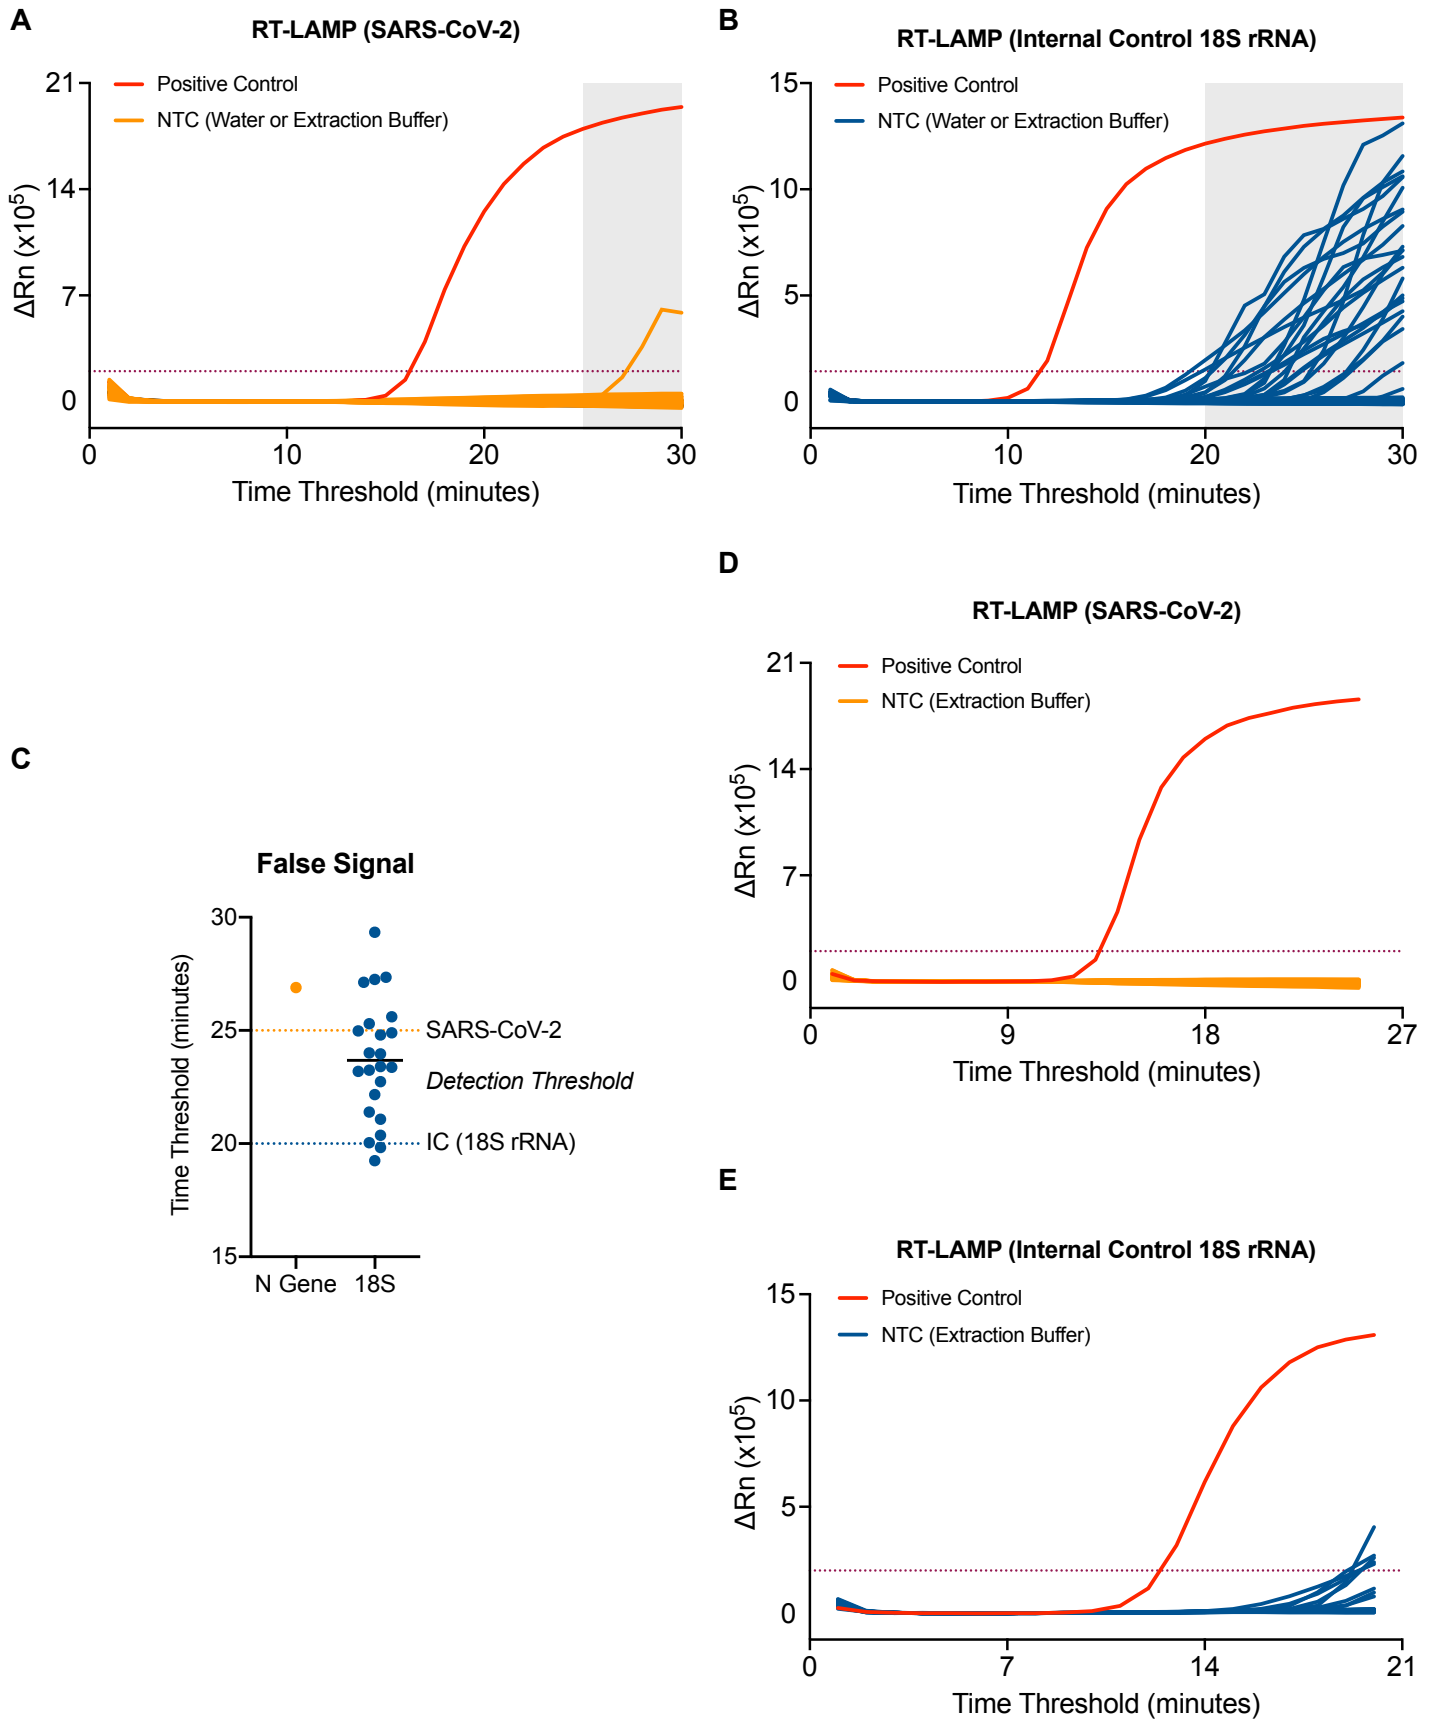 A
RT-LAMP (SARS-CoV-2)
Positive Control
NTC (Water or Extraction Buffer)
21
14
7
0
ΔRn (x10⁵)
0 10 20 30
Time Threshold (minutes)
B
RT-LAMP (Internal Control 18S rRNA)
Positive Control
NTC (Water or Extraction Buffer)
15
10
5
0
ΔRn (x10⁵)
0 10 20 30
Time Threshold (minutes)
C
False Signal
30
25
20
15
Time Threshold (minutes)
SARS-CoV-2
Detection Threshold
IC (18S rRNA)
N Gene 18S
D
RT-LAMP (SARS-CoV-2)
Positive Control
NTC (Extraction Buffer)
21
14
7
0
ΔRn (x10⁵)
0 9 18 27
Time Threshold (minutes)
E
RT-LAMP (Internal Control 18S rRNA)
Positive Control
NTC (Extraction Buffer)
15
10
5
0
ΔRn (x10⁵)
0 7 14 21
Time Threshold (minutes)